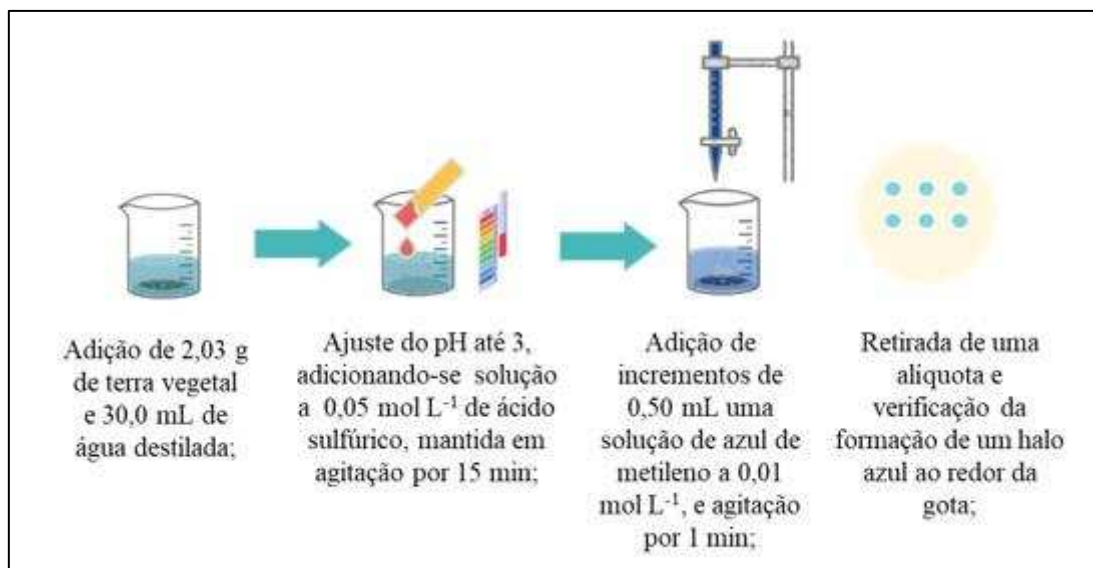 Adição de 2,03 g
de terra vegetal
e 30,0 mL de
água destilada;
Ajuste do pH até 3,
adicionando-se solução
a 0,05 mol L⁻¹ de ácido
sulfúrico, mantida em
agitação por 15 min;
Adição de
incrementos de
0,50 mL uma
solução de azul de
metileno a 0,01
mol L⁻¹, e agitação
por 1 min;
Retirada de uma
alíquota e
verificação da
formação de um halo
azul ao redor da
gota;